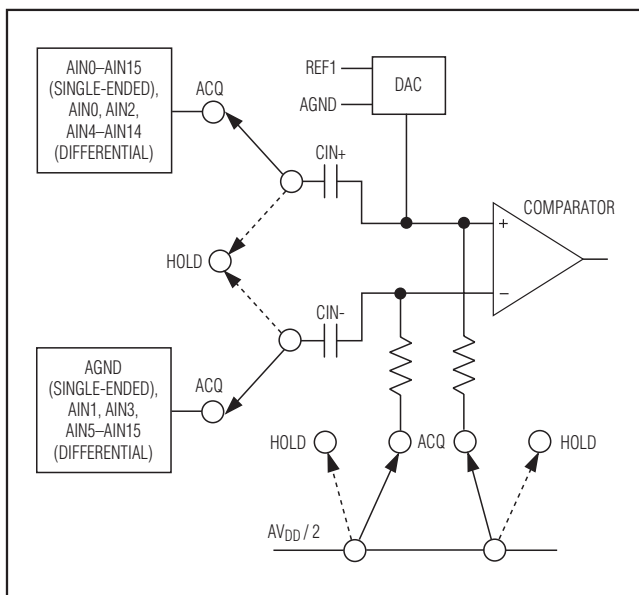 AIN0–AIN15
(SINGLE-ENDED),
AIN0, AIN2,
AIN4–AIN14
(DIFFERENTIAL)
ACQ
REF1
AGND
DAC
CIN+
COMPARATOR
+
−
HOLD
CIN-
AGND
(SINGLE-ENDED),
AIN1, AIN3,
AIN5–AIN15
(DIFFERENTIAL)
ACQ
HOLD
ACQ
HOLD
AVDD / 2